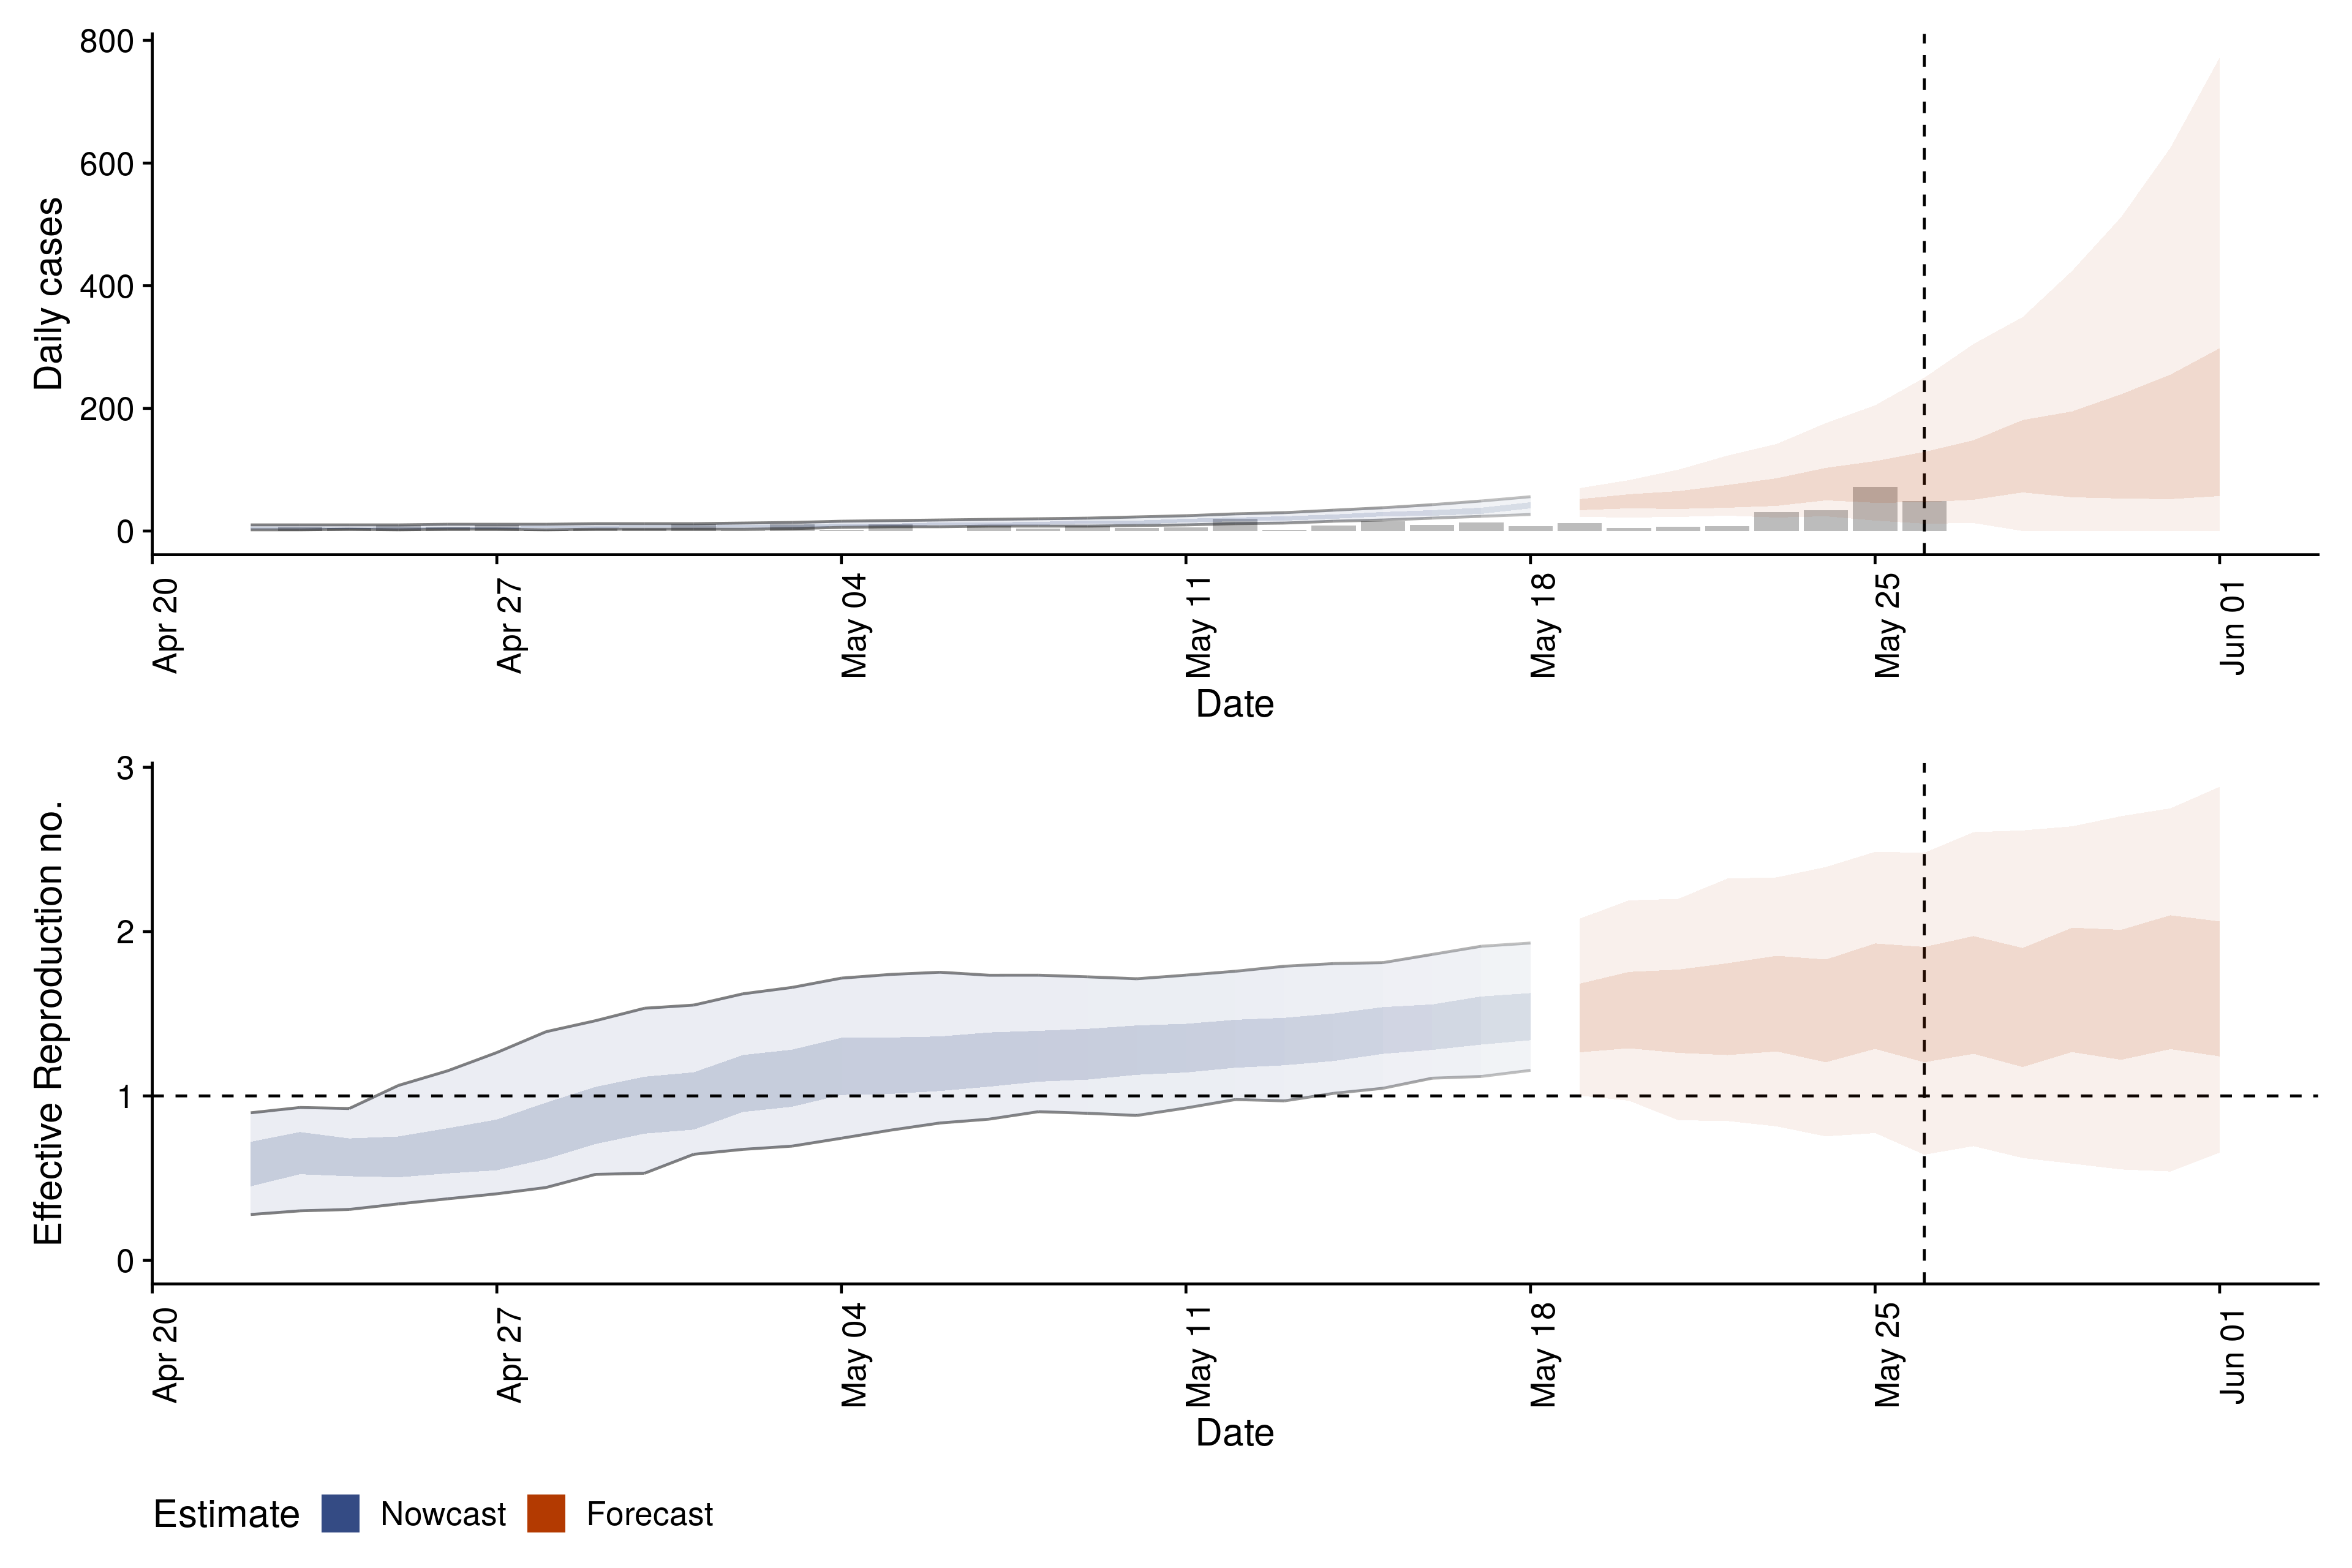 Daily cases
800
600
400
200
0
Apr 20
Apr 27
May 04
May 11
May 18
May 25
Jun 01
Date
Effective Reproduction no.
3
2
1
0
Apr 20
Apr 27
May 04
May 11
May 18
May 25
Jun 01
Date
Estimate Nowcast Forecast